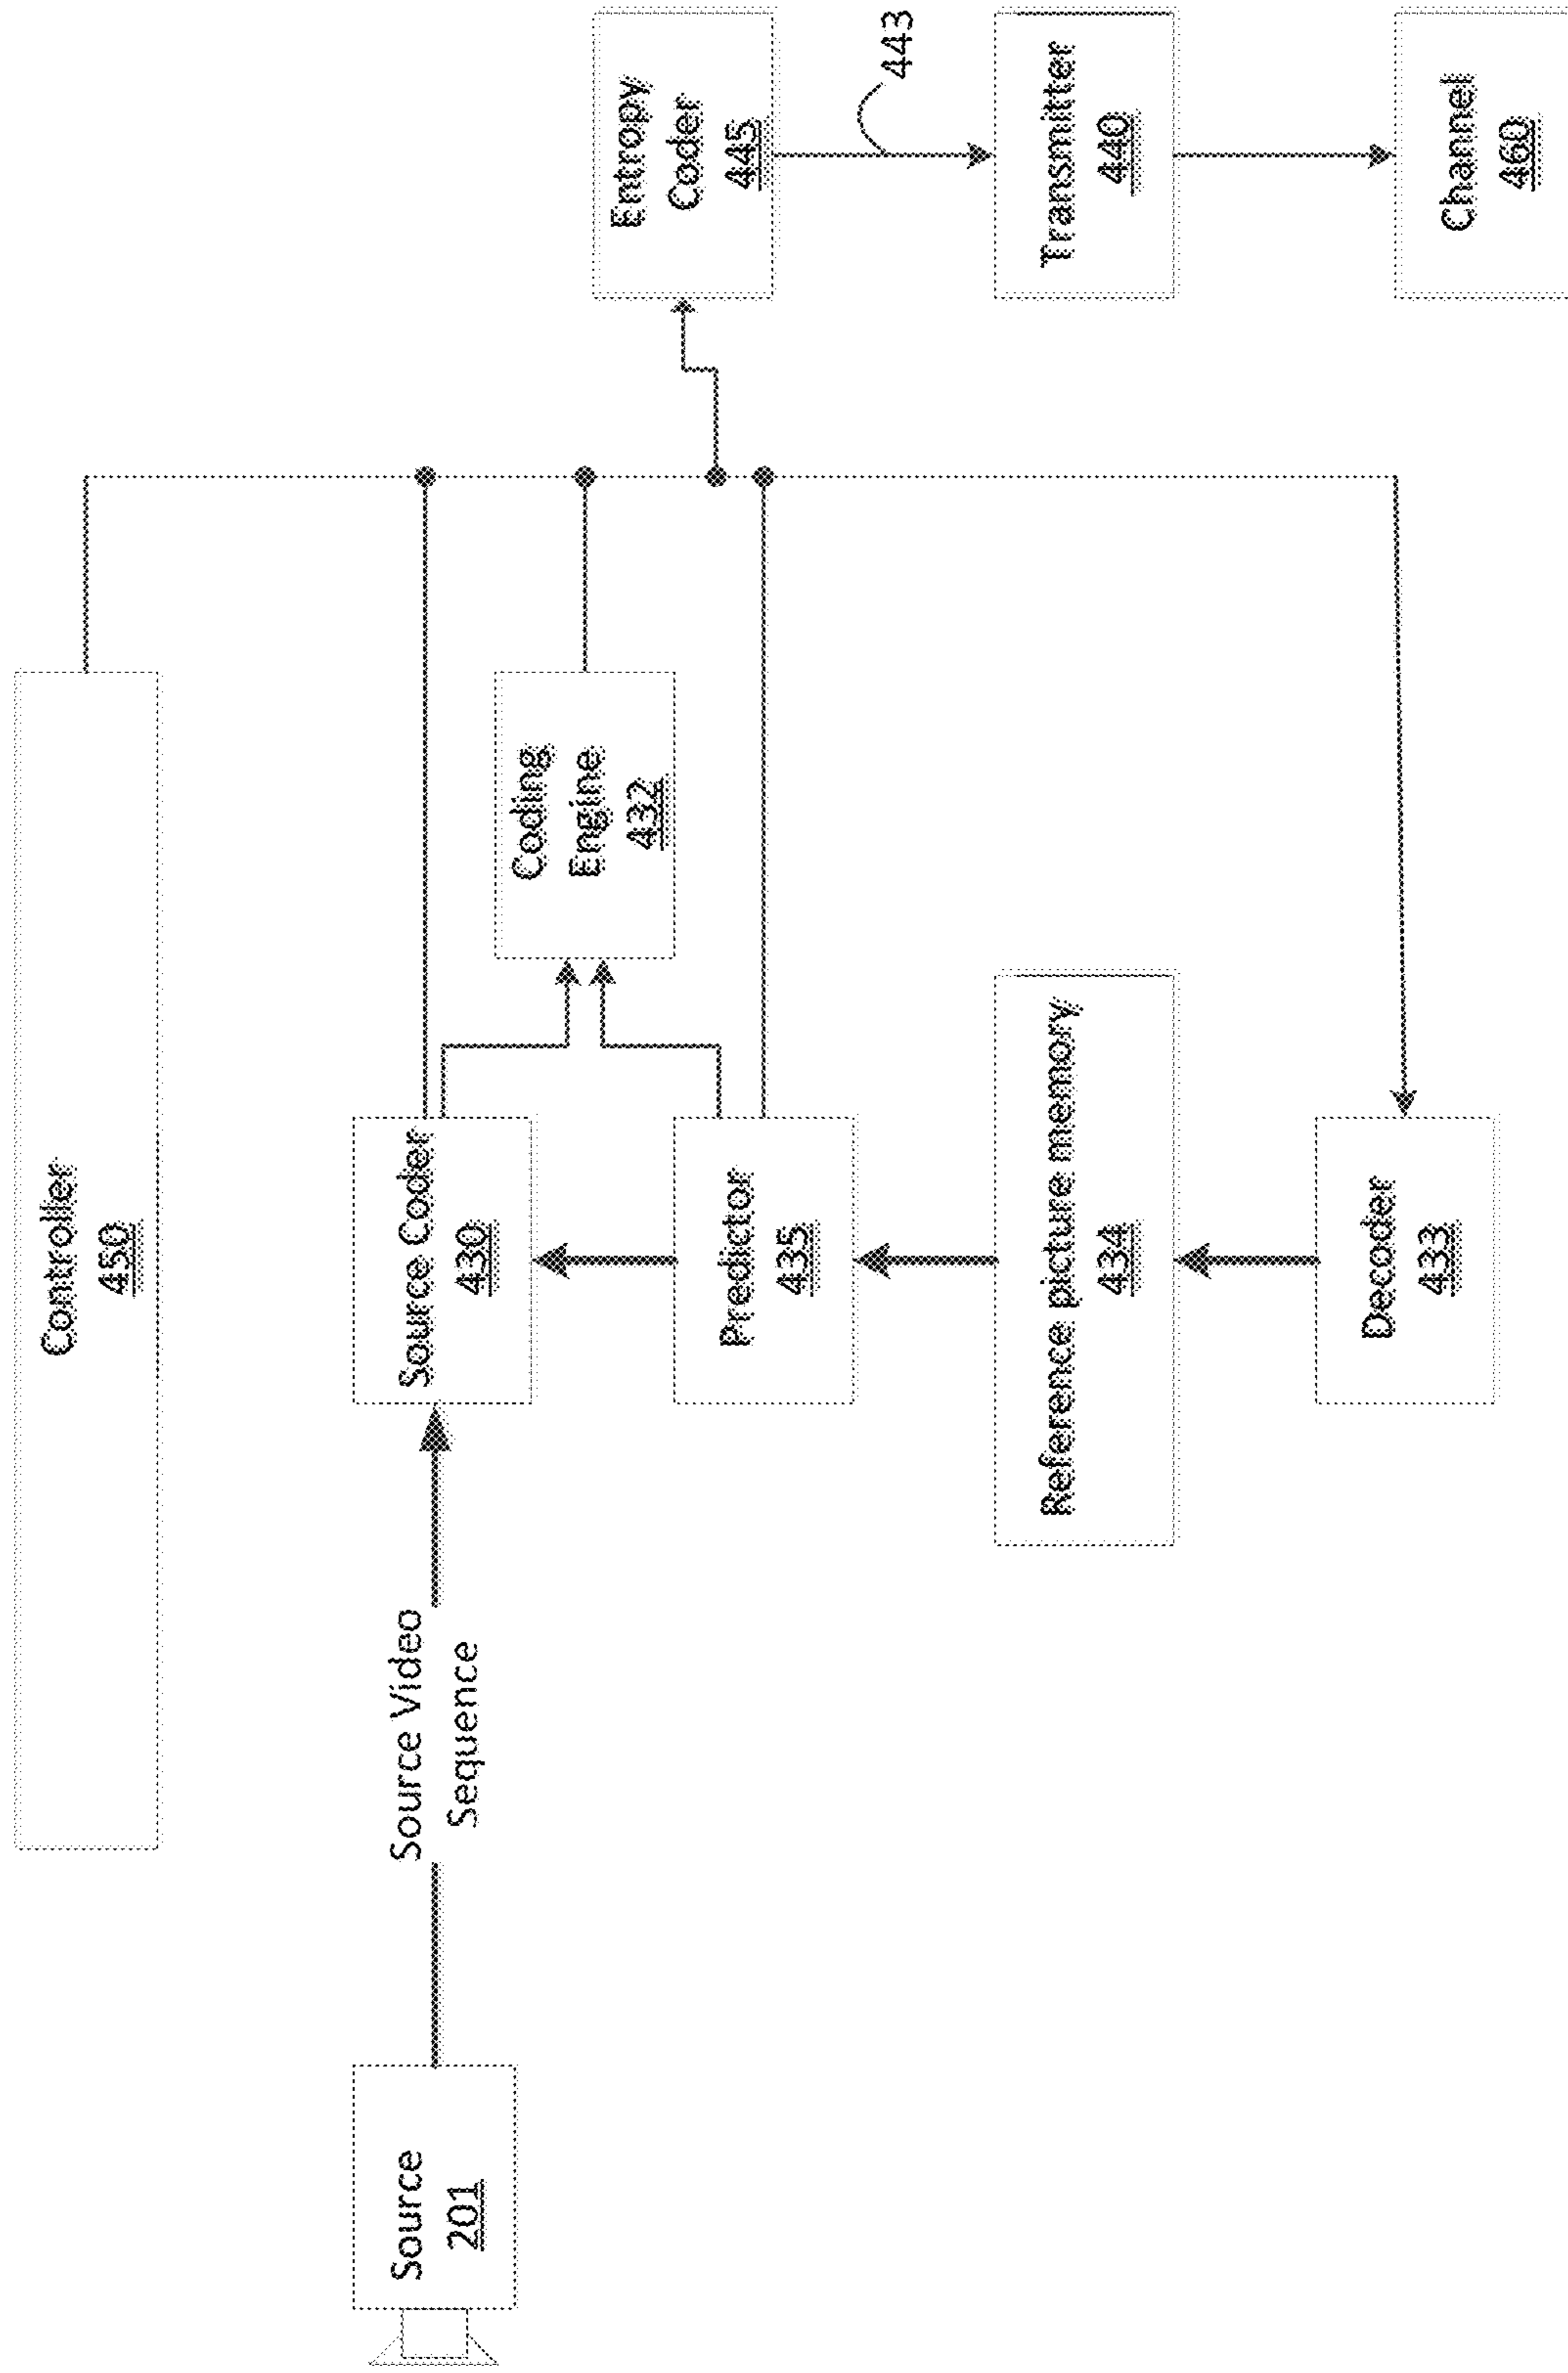 Controller
450
Source
201
Source Video
Sequence
Source Coder
430
Coding
Engine
432
Predictor
435
Reference picture memory
434
Decoder
433
Entropy
Coder
445
443
Transmitter
440
Channel
460